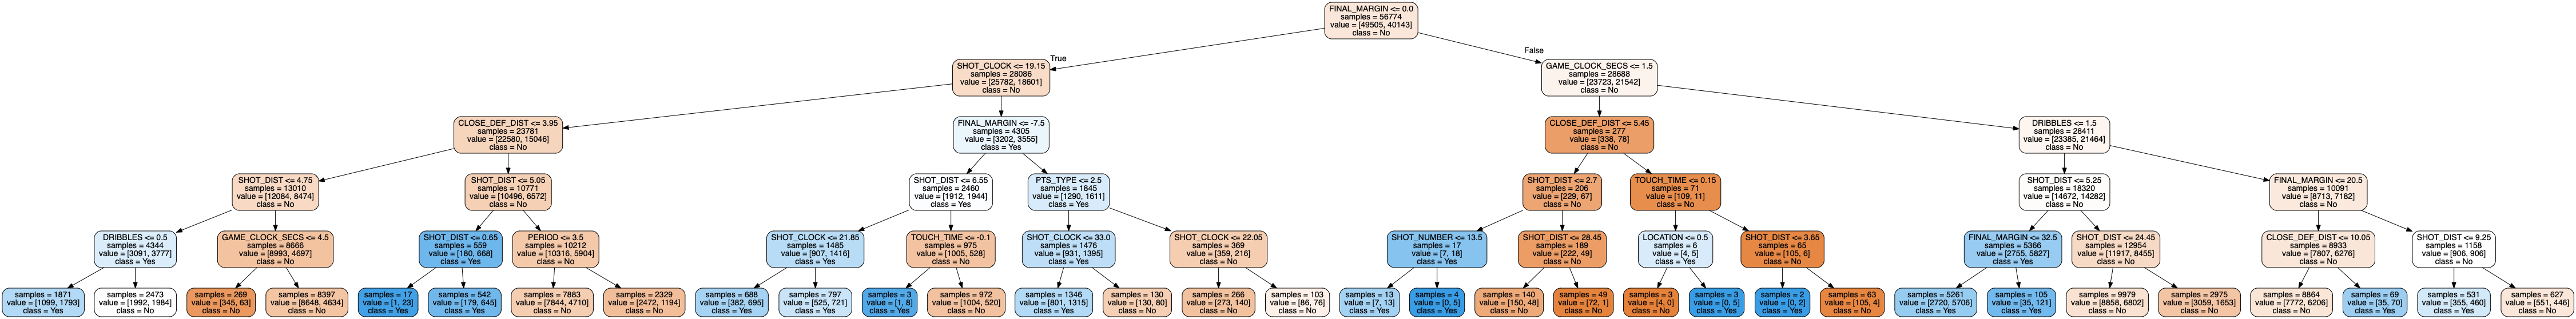 FINAL_MARGIN <= 0.0
samples = 56774
value = [49505, 40143]
class = No
True
False
SHOT_CLOCK <= 19.15
samples = 28086
value = [25782, 18601]
class = No
GAME_CLOCK_SECS <= 1.5
samples = 28688
value = [23723, 21542]
class = No
CLOSE_DEF_DIST <= 3.95
samples = 23781
value = [22580, 15046]
class = No
FINAL_MARGIN <= -7.5
samples = 4305
value = [3202, 3555]
class = Yes
CLOSE_DEF_DIST <= 5.45
samples = 277
value = [338, 78]
class = No
DRIBBLES <= 1.5
samples = 28411
value = [23385, 21464]
class = No
SHOT_DIST <= 4.75
samples = 13010
value = [12084, 8474]
class = No
SHOT_DIST <= 5.05
samples = 10771
value = [10496, 6572]
class = No
SHOT_DIST <= 6.55
samples = 2460
value = [1912, 1944]
class = Yes
PTS_TYPE <= 2.5
samples = 1845
value = [1290, 1611]
class = Yes
SHOT_DIST <= 2.7
samples = 206
value = [229, 67]
class = No
TOUCH_TIME <= 0.15
samples = 71
value = [109, 11]
class = No
SHOT_DIST <= 5.25
samples = 18320
value = [14672, 14282]
class = No
FINAL_MARGIN <= 20.5
samples = 10091
value = [8713, 7182]
class = No
DRIBBLES <= 0.5
samples = 4344
value = [3091, 3777]
class = Yes
GAME_CLOCK_SECS <= 4.5
samples = 8666
value = [8993, 4697]
class = No
SHOT_DIST <= 0.65
samples = 559
value = [180, 668]
class = Yes
PERIOD <= 3.5
samples = 10212
value = [10316, 5904]
class = No
SHOT_CLOCK <= 21.85
samples = 1485
value = [907, 1416]
class = Yes
TOUCH_TIME <= -0.1
samples = 975
value = [1005, 528]
class = No
SHOT_CLOCK <= 33.0
samples = 1476
value = [931, 1395]
class = Yes
SHOT_CLOCK <= 22.05
samples = 369
value = [359, 216]
class = No
SHOT_NUMBER <= 13.5
samples = 17
value = [7, 18]
class = Yes
SHOT_DIST <= 28.45
samples = 189
value = [222, 49]
class = No
LOCATION <= 0.5
samples = 6
value = [4, 5]
class = Yes
SHOT_DIST <= 3.65
samples = 65
value = [105, 6]
class = No
FINAL_MARGIN <= 32.5
samples = 5366
value = [2755, 5827]
class = Yes
SHOT_DIST <= 24.45
samples = 12954
value = [11917, 8455]
class = No
CLOSE_DEF_DIST <= 10.05
samples = 8933
value = [7807, 6276]
class = No
SHOT_DIST <= 9.25
samples = 1158
value = [906, 906]
class = No
samples = 1871
value = [1099, 1793]
class = Yes
samples = 2473
value = [1992, 1984]
class = No
samples = 269
value = [345, 63]
class = No
samples = 8397
value = [8648, 4634]
class = No
samples = 17
value = [1, 23]
class = Yes
samples = 542
value = [179, 645]
class = Yes
samples = 7883
value = [7844, 4710]
class = No
samples = 2329
value = [2472, 1194]
class = No
samples = 688
value = [382, 695]
class = Yes
samples = 797
value = [525, 721]
class = Yes
samples = 3
value = [1, 8]
class = Yes
samples = 972
value = [1004, 520]
class = No
samples = 1346
value = [801, 1315]
class = Yes
samples = 130
value = [130, 80]
class = No
samples = 266
value = [273, 140]
class = No
samples = 103
value = [86, 76]
class = No
samples = 13
value = [7, 13]
class = Yes
samples = 4
value = [0, 5]
class = Yes
samples = 140
value = [150, 48]
class = No
samples = 49
value = [72, 1]
class = No
samples = 3
value = [4, 0]
class = No
samples = 3
value = [0, 5]
class = Yes
samples = 2
value = [0, 2]
class = Yes
samples = 63
value = [105, 4]
class = No
samples = 5261
value = [2720, 5706]
class = Yes
samples = 105
value = [35, 121]
class = Yes
samples = 9979
value = [8858, 6802]
class = No
samples = 2975
value = [3059, 1653]
class = No
samples = 8864
value = [7772, 6206]
class = No
samples = 69
value = [35, 70]
class = Yes
samples = 531
value = [355, 460]
class = Yes
samples = 627
value = [551, 446]
class = No